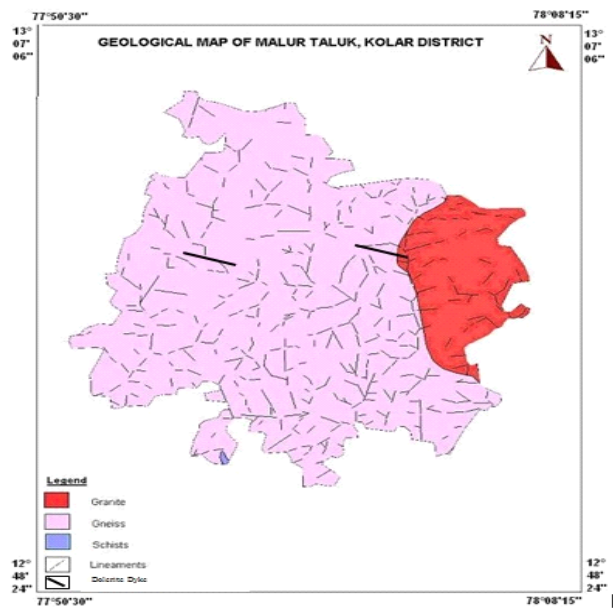 77°50'30" 78°08'15"
13° 07' 06"
13° 07' 06"
GEOLOGICAL MAP OF MALUR TALUK, KOLAR DISTRICT
N
Legend
Granite
Gneiss
Schists
Lineaments
Dolerite Dyke
12° 48' 24"
12° 48' 24"
77°50'30" 78°08'15"